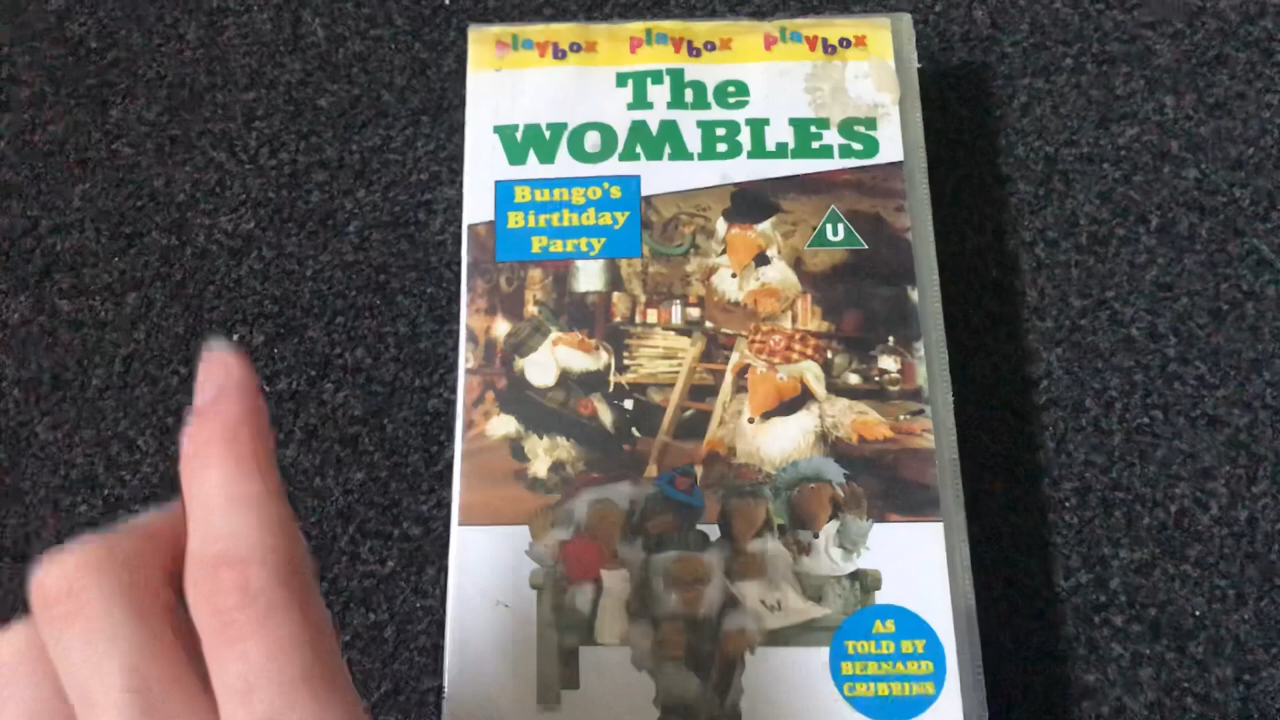 playbox playbox playbox
The
WOMBLES
Bungo's
Birthday
Party
U
W
AS
TOLD BY
BERNARD
CRIBBINS